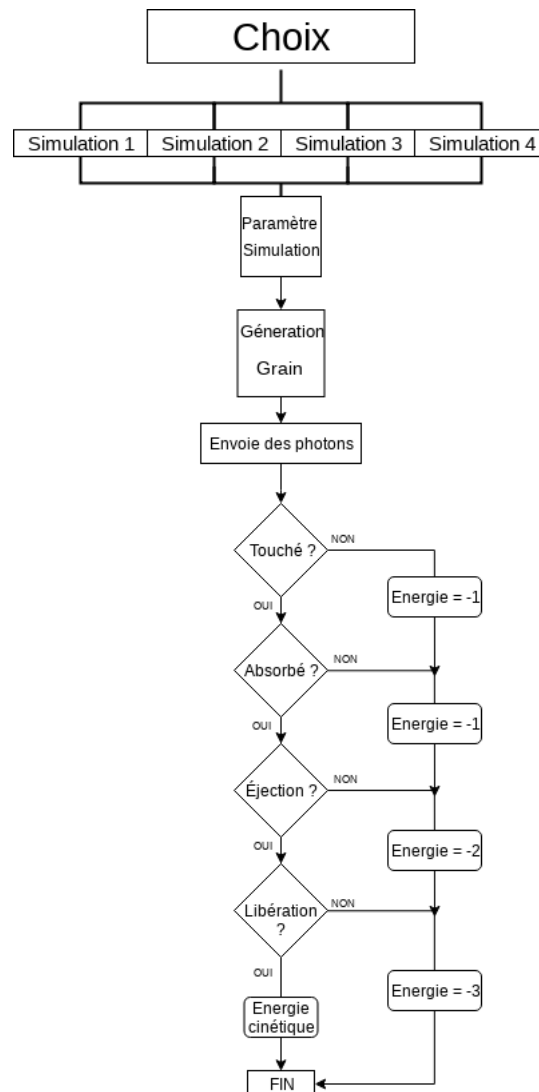 Choix
Simulation 1
Simulation 2
Simulation 3
Simulation 4
Paramètre
Simulation
Géneration
Grain
Envoie des photons
Touché ?
NON
Energie = -1
OUI
Absorbé ?
NON
Energie = -1
OUI
Éjection ?
NON
Energie = -2
OUI
Libération
?
NON
Energie = -3
OUI
Energie
cinétique
FIN